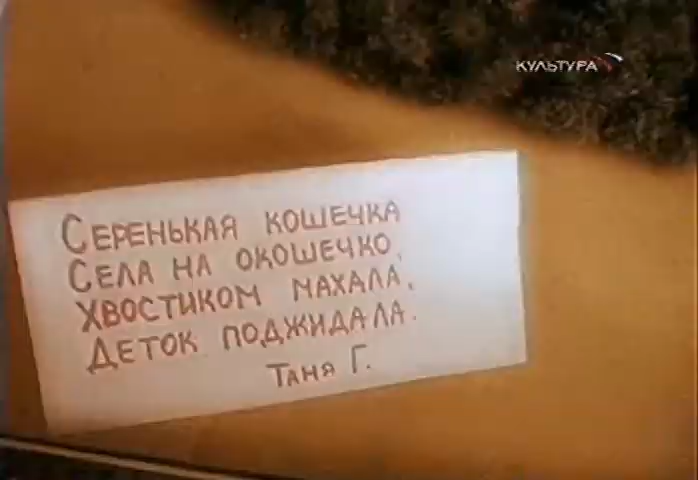 КУЛЬТУРА
СЕРЕНЬКАЯ КОШЕЧКА
СЕЛА НА ОКОШЕЧКО,
ХВОСТИКОМ МАХАЛА,
ДЕТОК ПОДЖИДАЛА.
ТАНЯ Г.